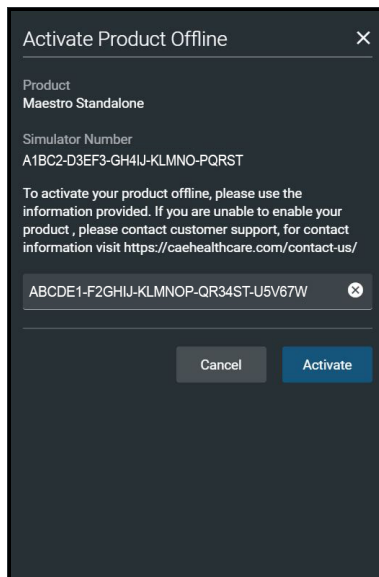 Activate Product Offline
Product
Maestro Standalone
Simulator Number
A1BC2-D3EF3-GH4IJ-KLMNO-PQRST
To activate your product offline, please use the
information provided. If you are unable to enable your
product , please contact customer support, for contact
information visit https://caehealthcare.com/contact-us/
ABCDE1-F2GHIJ-KLMNOP-QR34ST-U5V67W
Cancel Activate